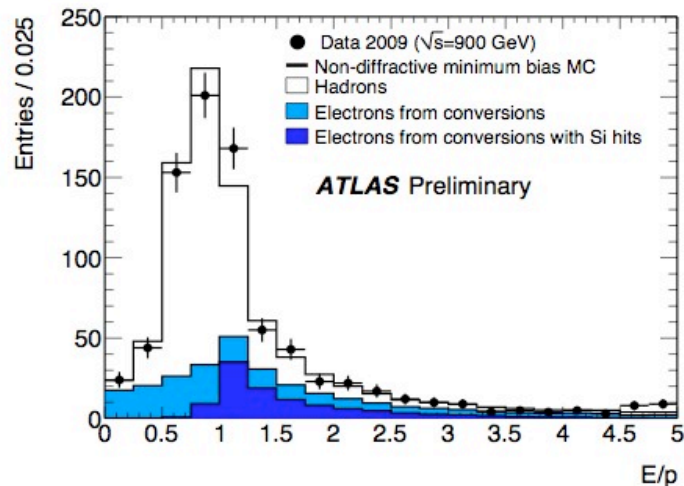 Entries / 0.025
250
200
150
100
50
0
Data 2009 (√s=900 GeV)
Non-diffractive minimum bias MC
Hadrons
Electrons from conversions
Electrons from conversions with Si hits
ATLAS Preliminary
0 0.5 1 1.5 2 2.5 3 3.5 4 4.5 5
E/p